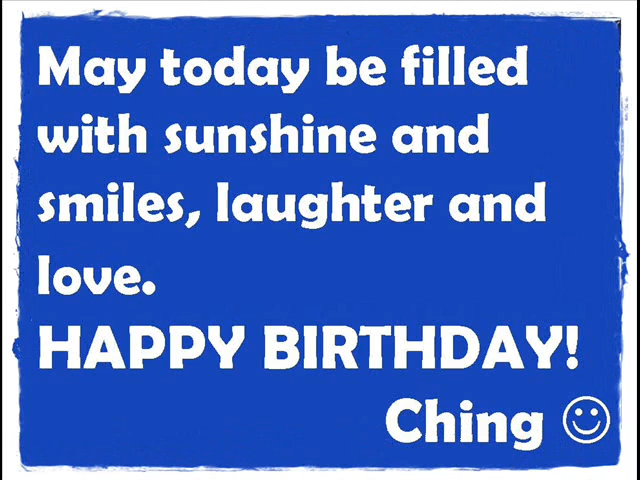 May today be filled
with sunshine and
smiles, laughter and
love.
HAPPY BIRTHDAY!
Ching ☺